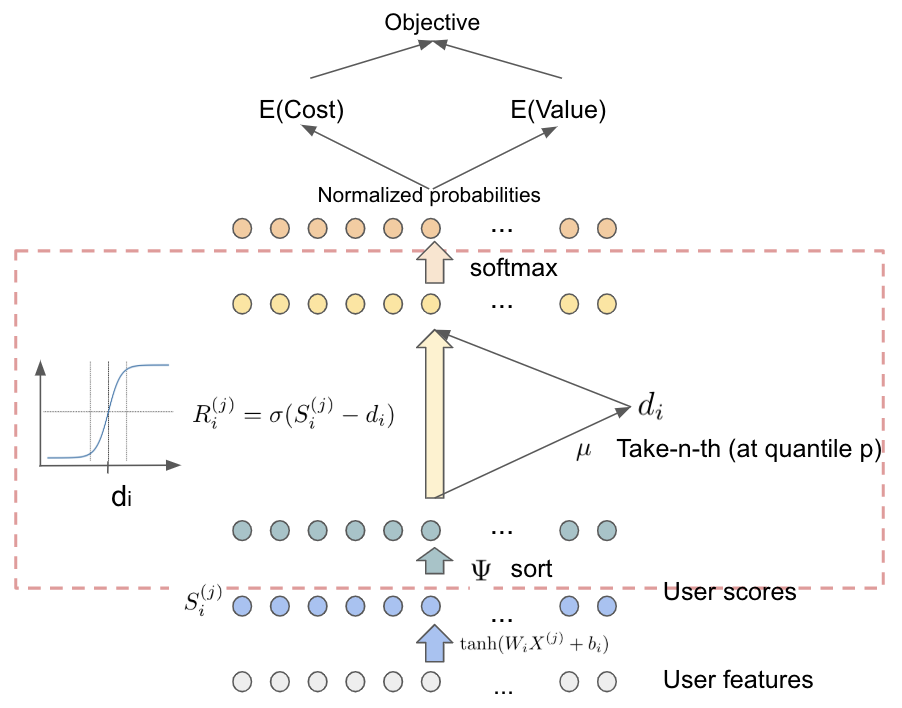 Objective
E(Cost)
E(Value)
Normalized probabilities
...
softmax
...
$R_i^{(j)} = \sigma(S_i^{(j)} - d_i)$
$d_i$
$\mu$ Take-n-th (at quantile p)
di
...
$\Psi$ sort
User scores
$S_i^{(j)}$
...
$\tanh(W_i X^{(j)} + b_i)$
...
User features